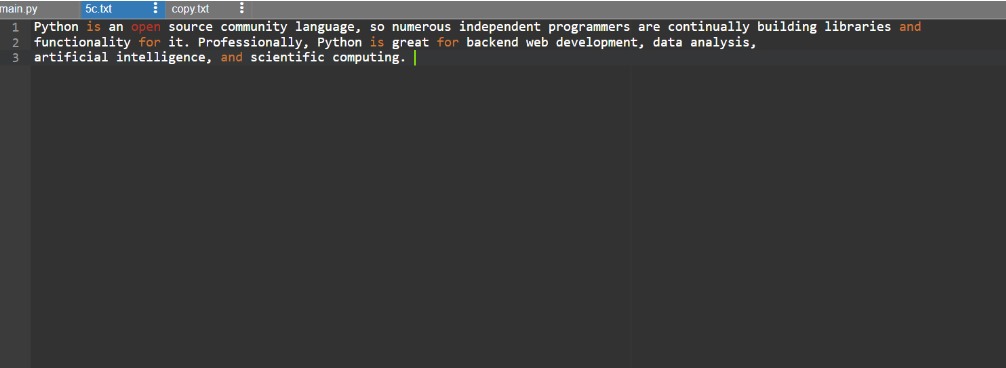 main.py 5c.txt copy.txt
1 Python is an open source community language, so numerous independent programmers are continually building libraries and
2 functionality for it. Professionally, Python is great for backend web development, data analysis,
3 artificial intelligence, and scientific computing.